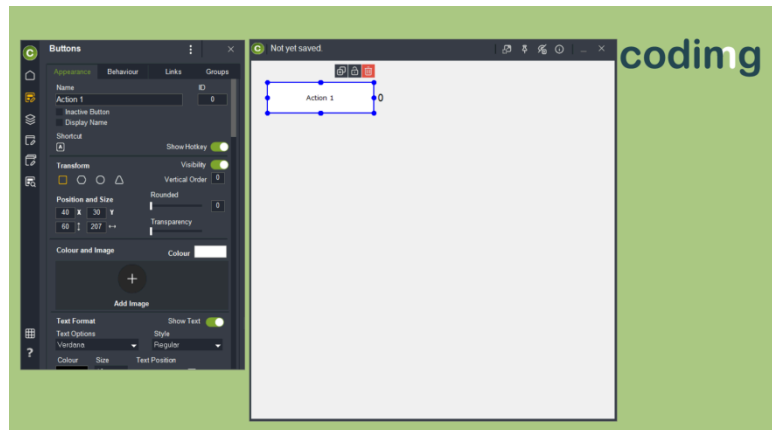 Buttons
Appearance Behaviour Links Groups
Name ID
Action 1 0
Inactive Button
Display Name
Shortcut
A Show Hotkey
Transform Visibility
Vertical Order 0
Position and Size Rounded
40 X 30 Y 0
60 207 Transparency
Colour and Image Colour
Add Image
Text Format Show Text
Text Options Style
Verdana Regular
Colour Size Text Position
?
C Not yet saved.
Action 1 0
codimg